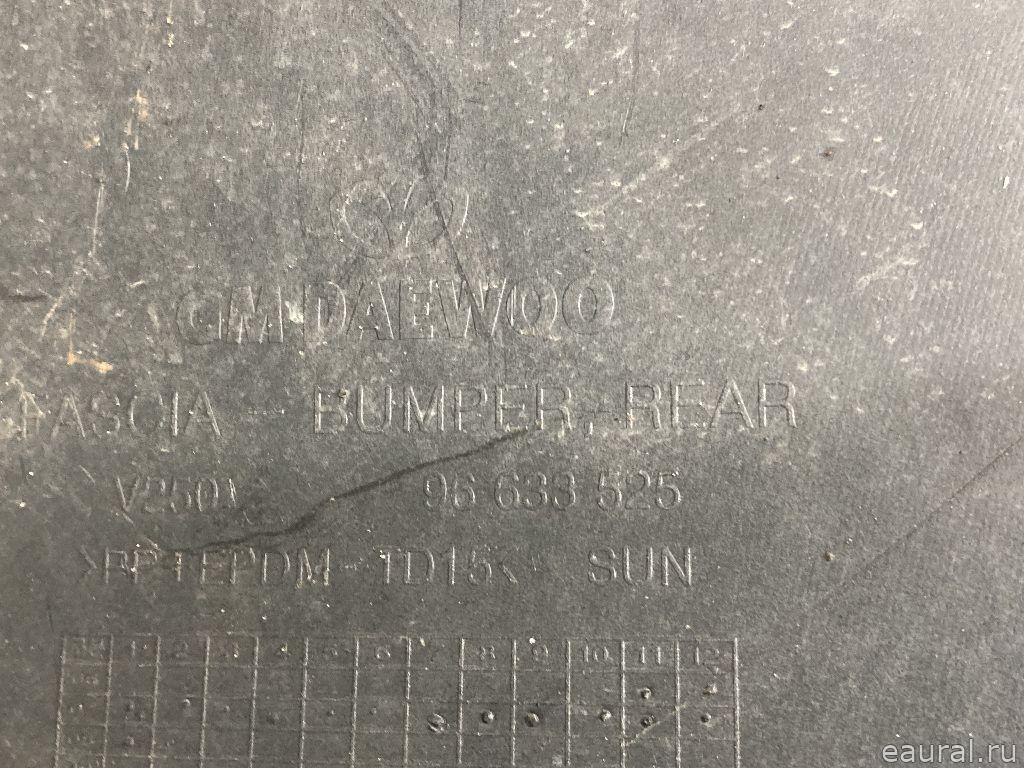 GM DAEWOO
FASCIA - BUMPER, REAR
V250 96 633 525
>PP+EPDM-TD15< SUN
1 2 3 4 5 6 7 8 9 10 11 12
eaural.ru